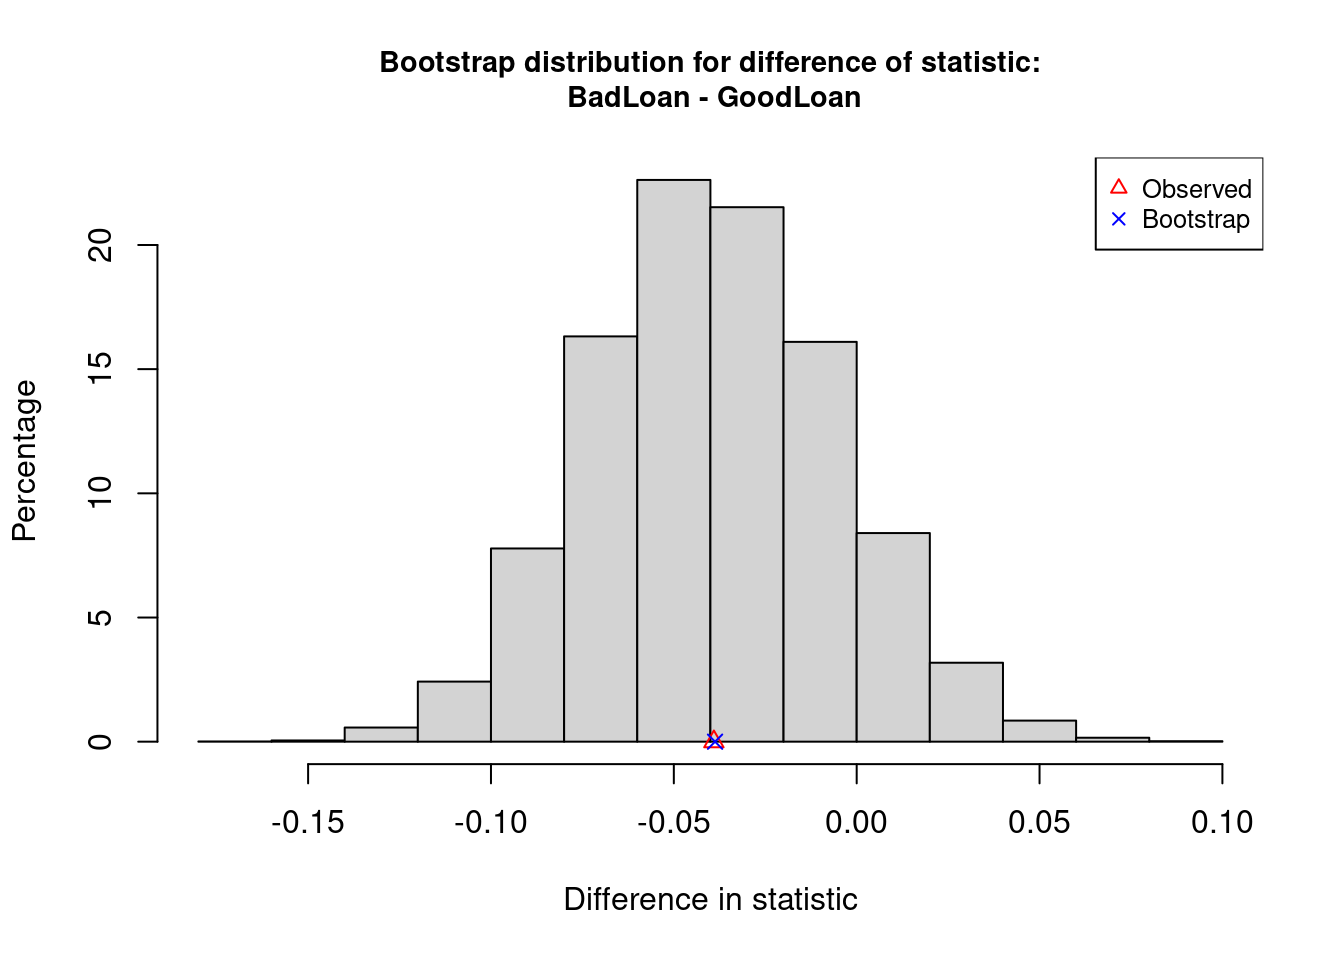 Bootstrap distribution for difference of statistic:
BadLoan - GoodLoan
Observed
Bootstrap
Percentage
20
15
10
5
0
-0.15 -0.10 -0.05 0.00 0.05 0.10
Difference in statistic